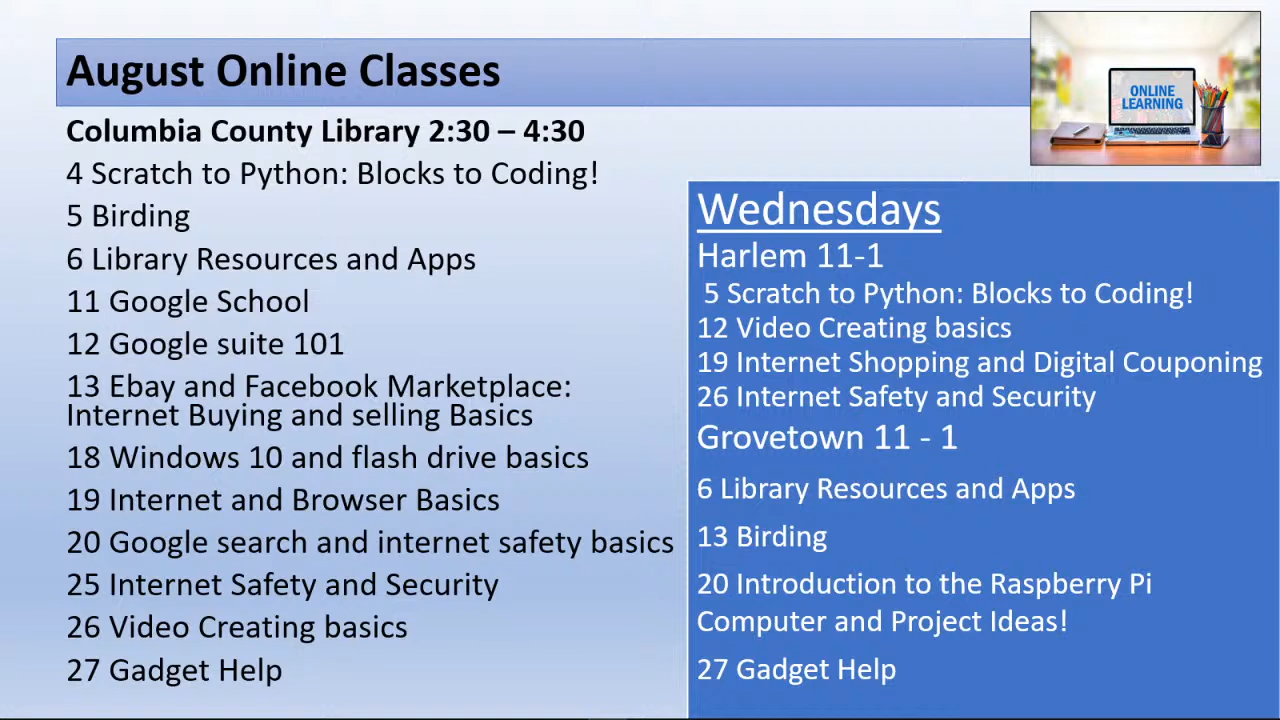 August Online Classes
ONLINE
LEARNING
Columbia County Library 2:30 – 4:30
4 Scratch to Python: Blocks to Coding!
5 Birding
6 Library Resources and Apps
11 Google School
12 Google suite 101
13 Ebay and Facebook Marketplace:
Internet Buying and selling Basics
18 Windows 10 and flash drive basics
19 Internet and Browser Basics
20 Google search and internet safety basics
25 Internet Safety and Security
26 Video Creating basics
27 Gadget Help
Wednesdays
Harlem 11-1
5 Scratch to Python: Blocks to Coding!
12 Video Creating basics
19 Internet Shopping and Digital Couponing
26 Internet Safety and Security
Grovetown 11 - 1
6 Library Resources and Apps
13 Birding
20 Introduction to the Raspberry Pi
Computer and Project Ideas!
27 Gadget Help